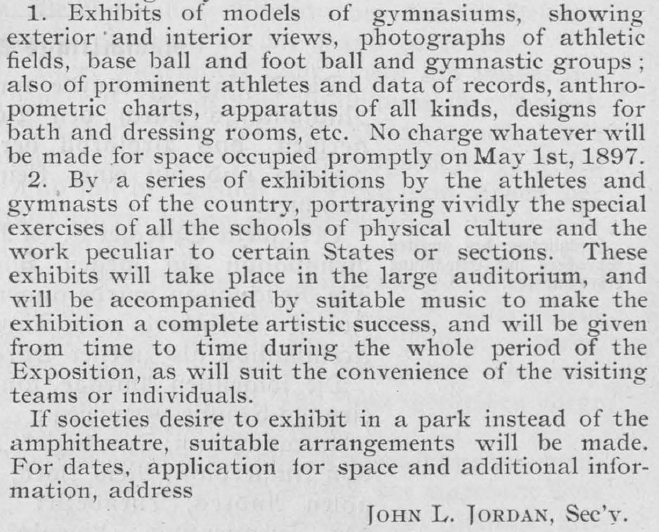 1. Exhibits of models of gymnasiums, showing
exterior and interior views, photographs of athletic
fields, base ball and foot ball and gymnastic groups ;
also of prominent athletes and data of records, anthro-
pometric charts, apparatus of all kinds, designs for
bath and dressing rooms, etc. No charge whatever will
be made for space occupied promptly on May 1st, 1897.
2. By a series of exhibitions by the athletes and
gymnasts of the country, portraying vividly the special
exercises of all the schools of physical culture and the
work peculiar to certain States or sections. These
exhibits will take place in the large auditorium, and
will be accompanied by suitable music to make the
exhibition a complete artistic success, and will be given
from time to time during the whole period of the
Exposition, as will suit the convenience of the visiting
teams or individuals.
If societies desire to exhibit in a park instead of the
amphitheatre, suitable arrangements will be made.
For dates, application for space and additional infor-
mation, address
JOHN L. JORDAN, Sec'y.